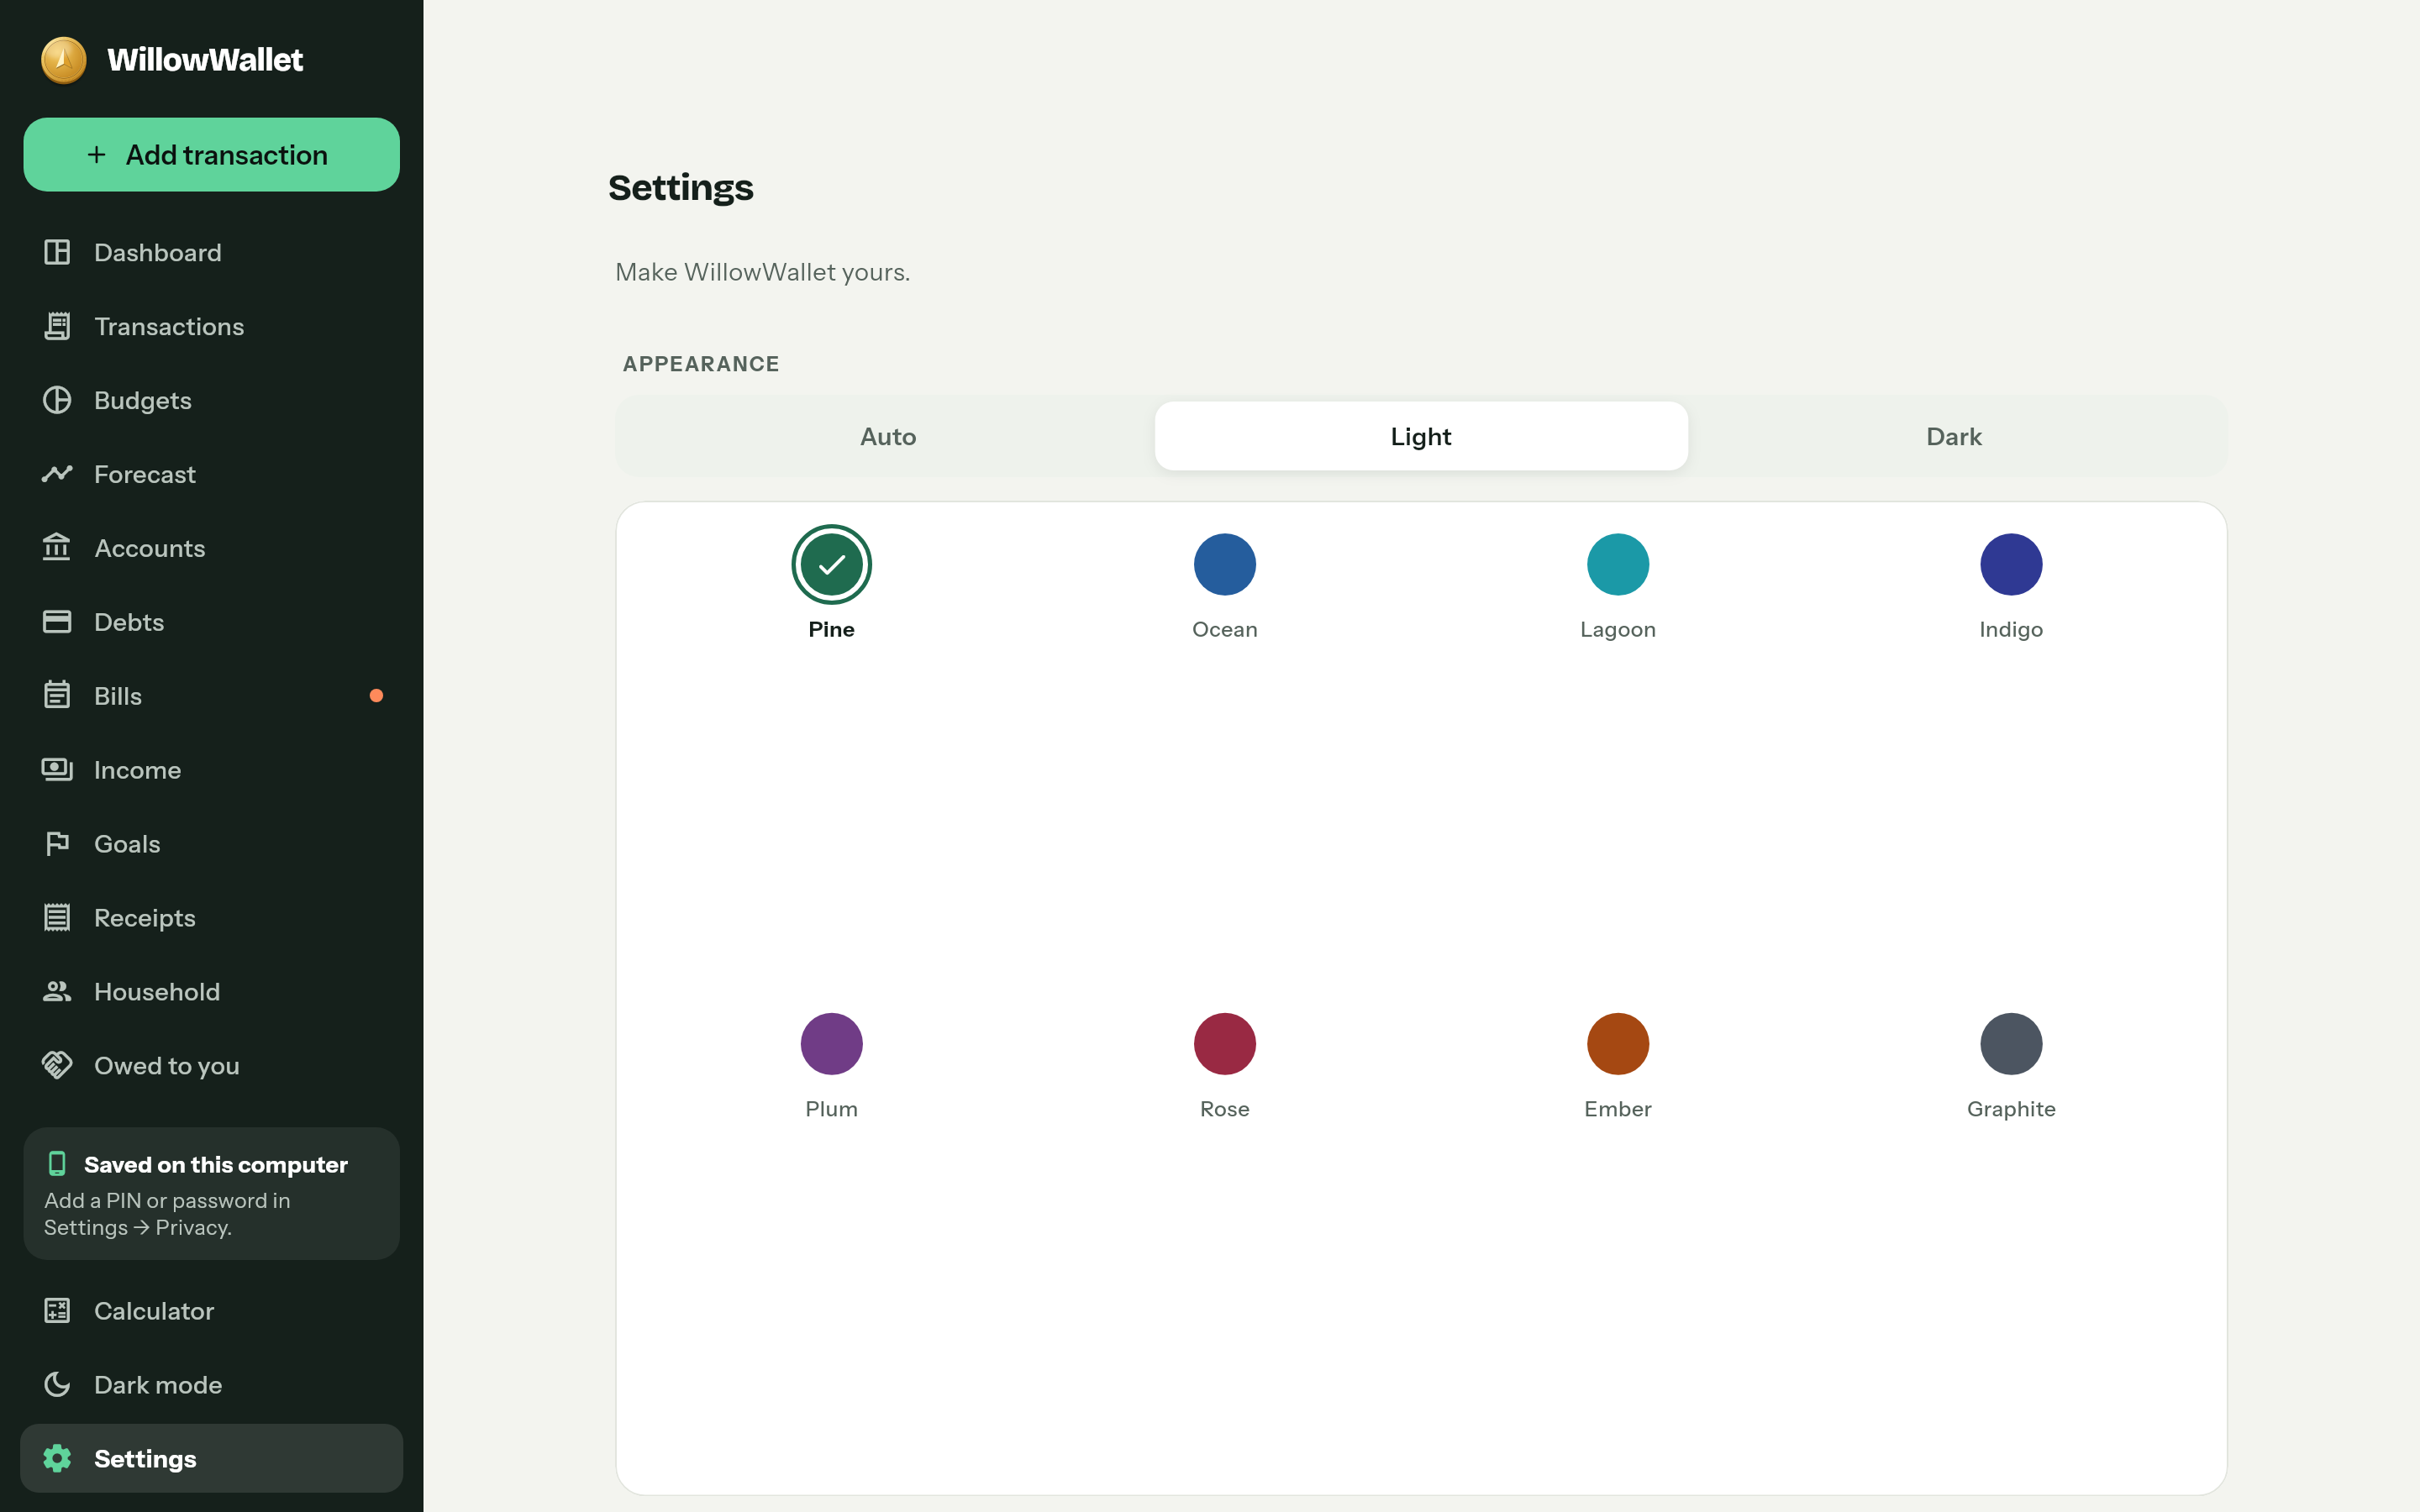 WillowWallet
Add transaction
Dashboard
Transactions
Budgets
Forecast
Accounts
Debts
Bills
Income
Goals
Receipts
Household
Owed to you
Saved on this computer
Add a PIN or password in
Settings → Privacy.
Calculator
Dark mode
Settings
Settings
Make WillowWallet yours.
APPEARANCE
Auto Light Dark
Pine Ocean Lagoon Indigo
Plum Rose Ember Graphite